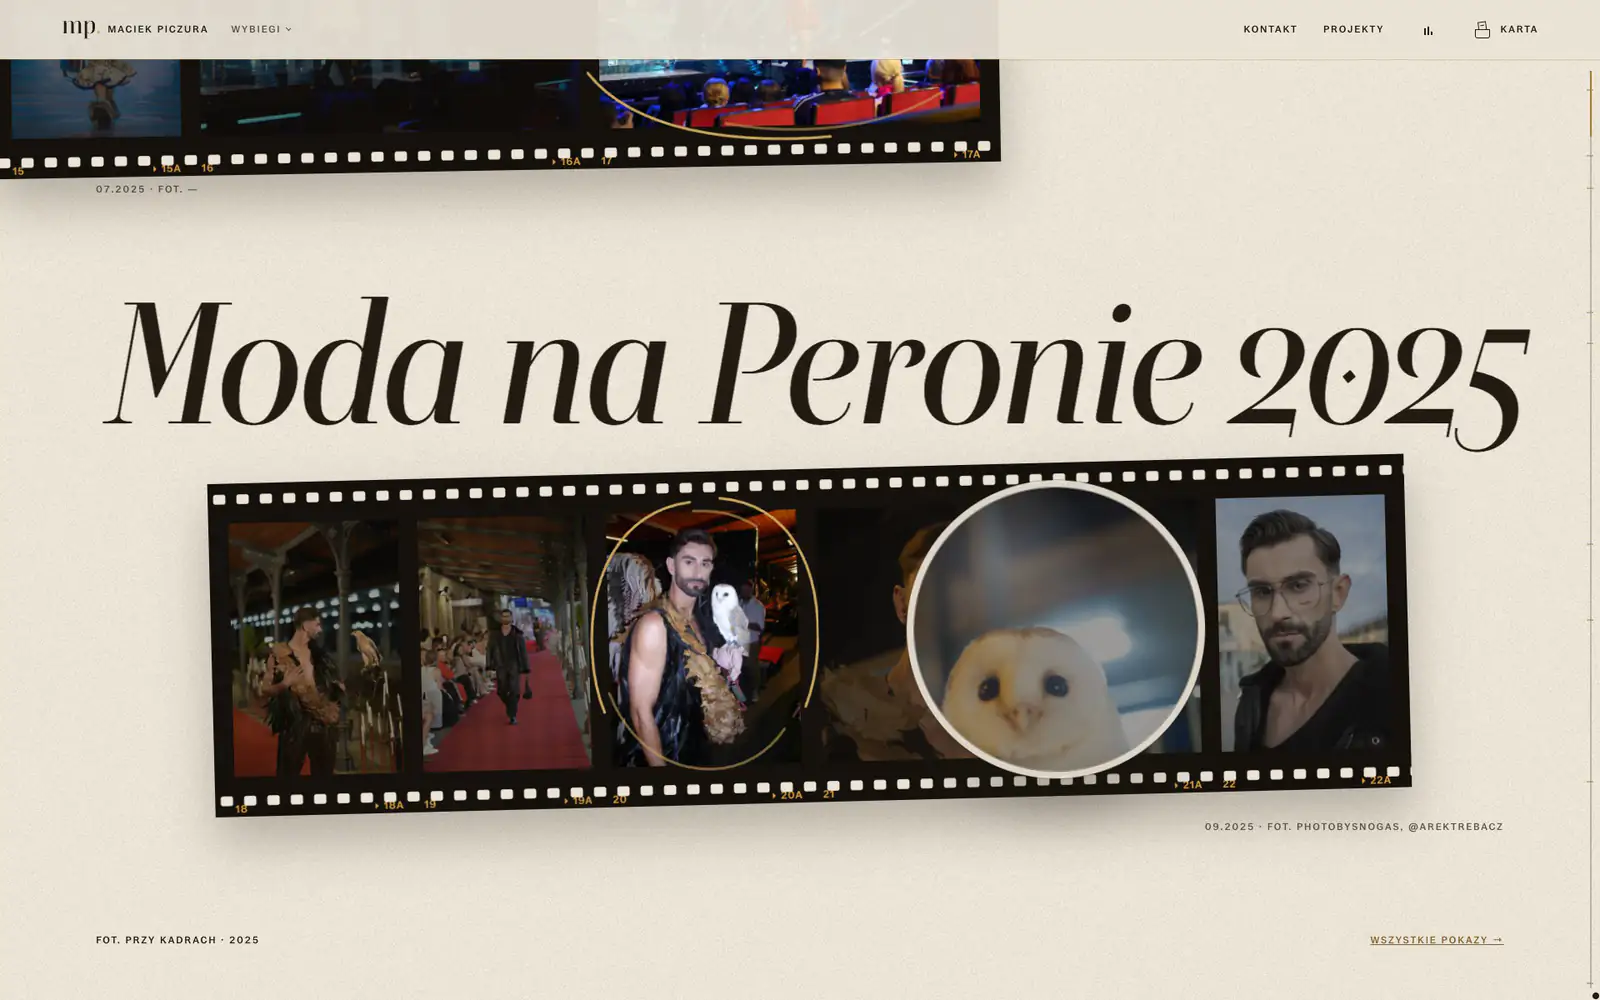 mp. MACIEK PICZURA WYBIEGI KONTAKT PROJEKTY KARTA
15 15A 16 16A 17 17A
07.2025 · FOT. —
Moda na Peronie 2025
18 18A 19 19A 20 20A 21 21A 22 22A
09.2025 · FOT. PHOTOBYSNOGAS, @AREKTREBACZ
FOT. PRZY KADRACH · 2025
WSZYSTKIE POKAZY →